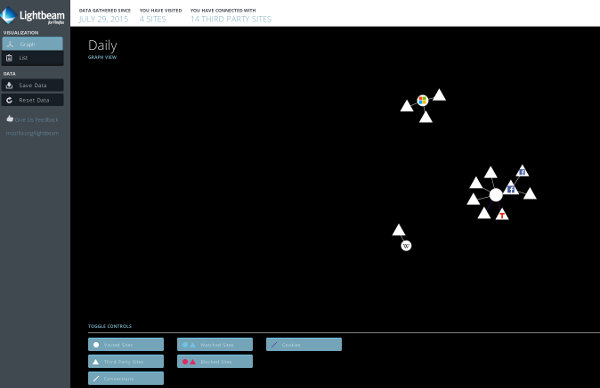 Lightbeam
for Firefox
DATA GATHERED SINCE
YOU HAVE VISITED
YOU HAVE CONNECTED WITH
JULY 29, 2015
4 SITES
14 THIRD PARTY SITES
VISUALIZATION
Graph
List
DATA
Save Data
Reset Data
Give Us Feedback
mozilla.org/lightbeam
Daily
GRAPH VIEW
W
TOGGLE CONTROLS
Visited Sites
Watched Sites
Cookies
Third Party Sites
Blocked Sites
Connections